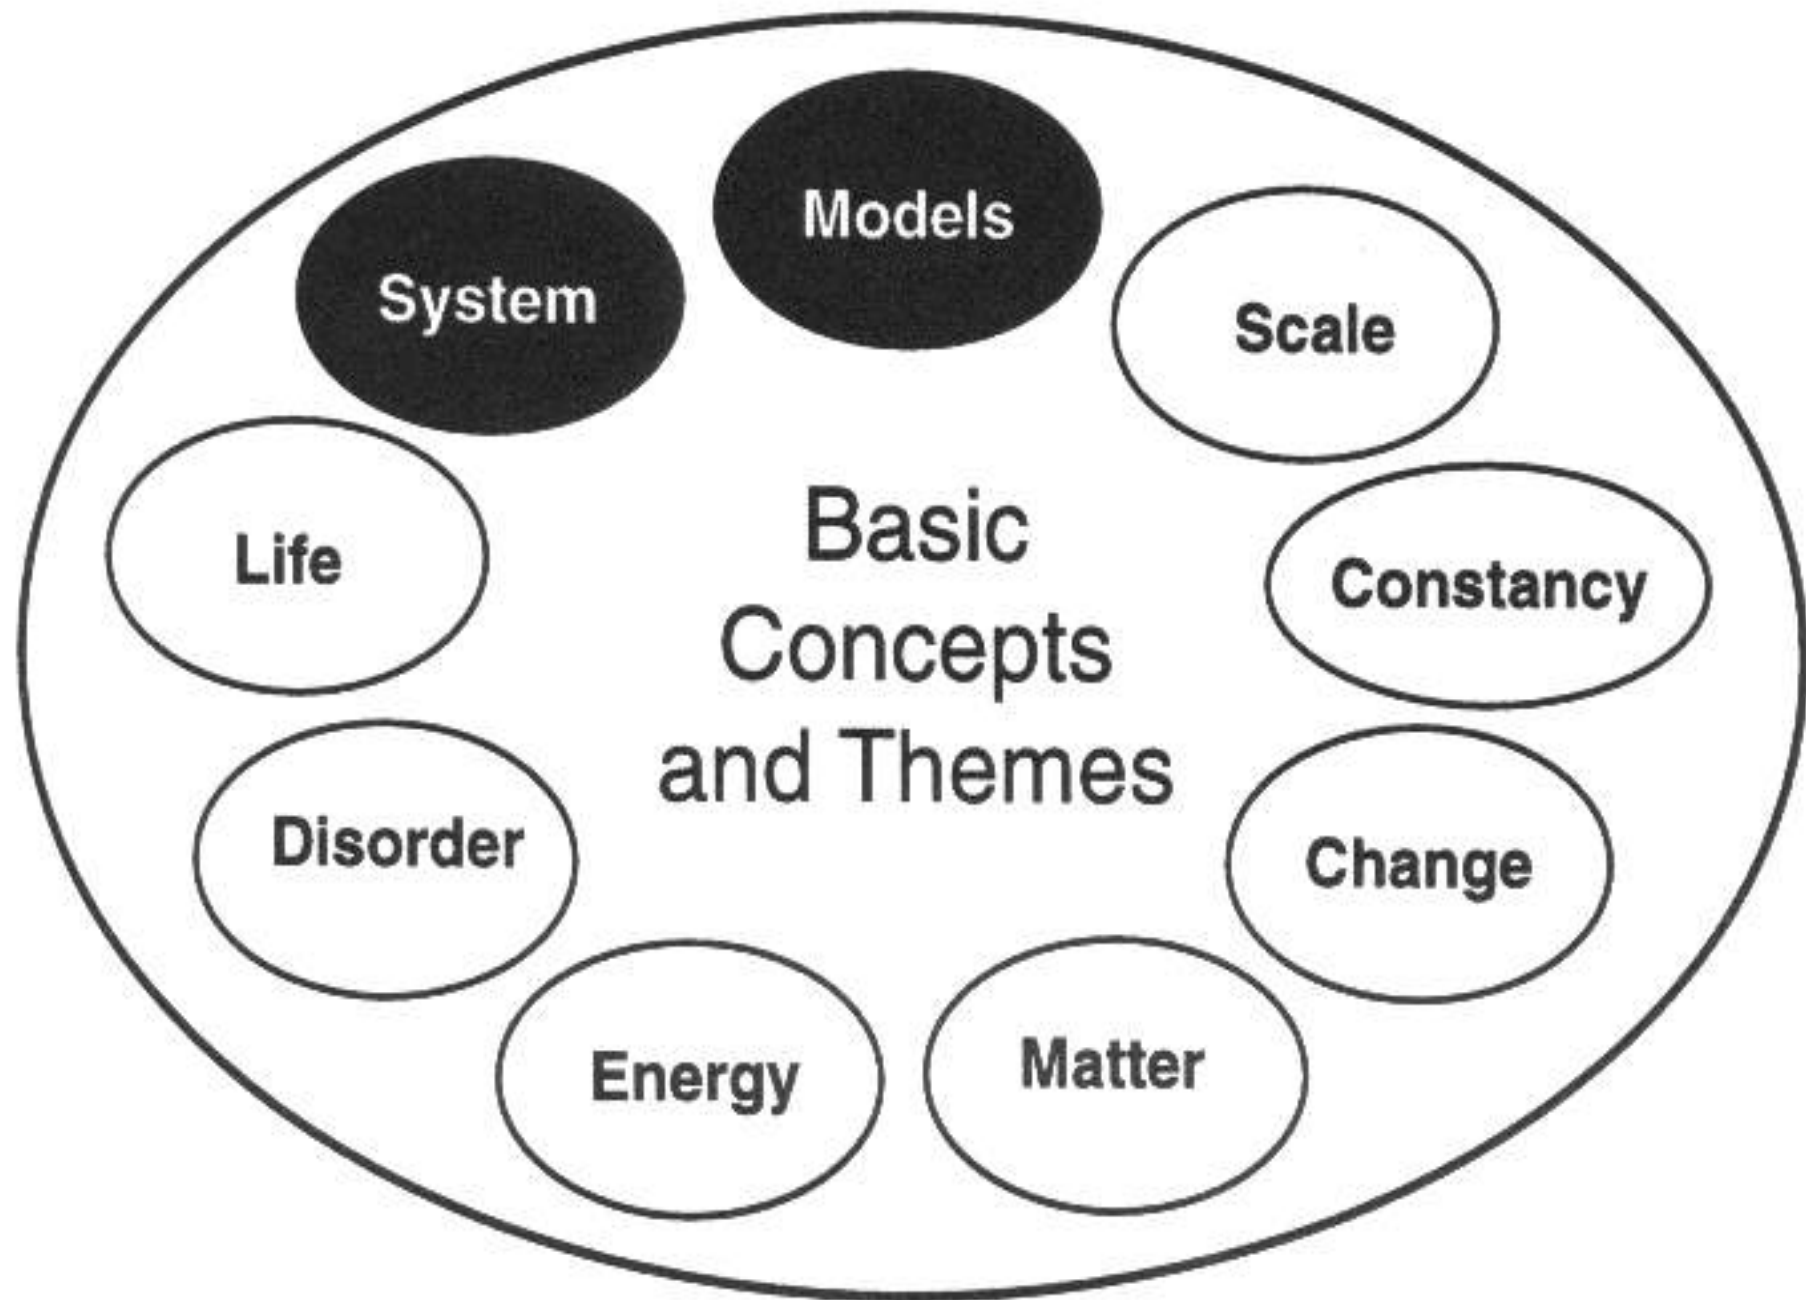 Models
System
Scale
Life
Basic
Concepts
and Themes
Constancy
Disorder
Change
Energy
Matter